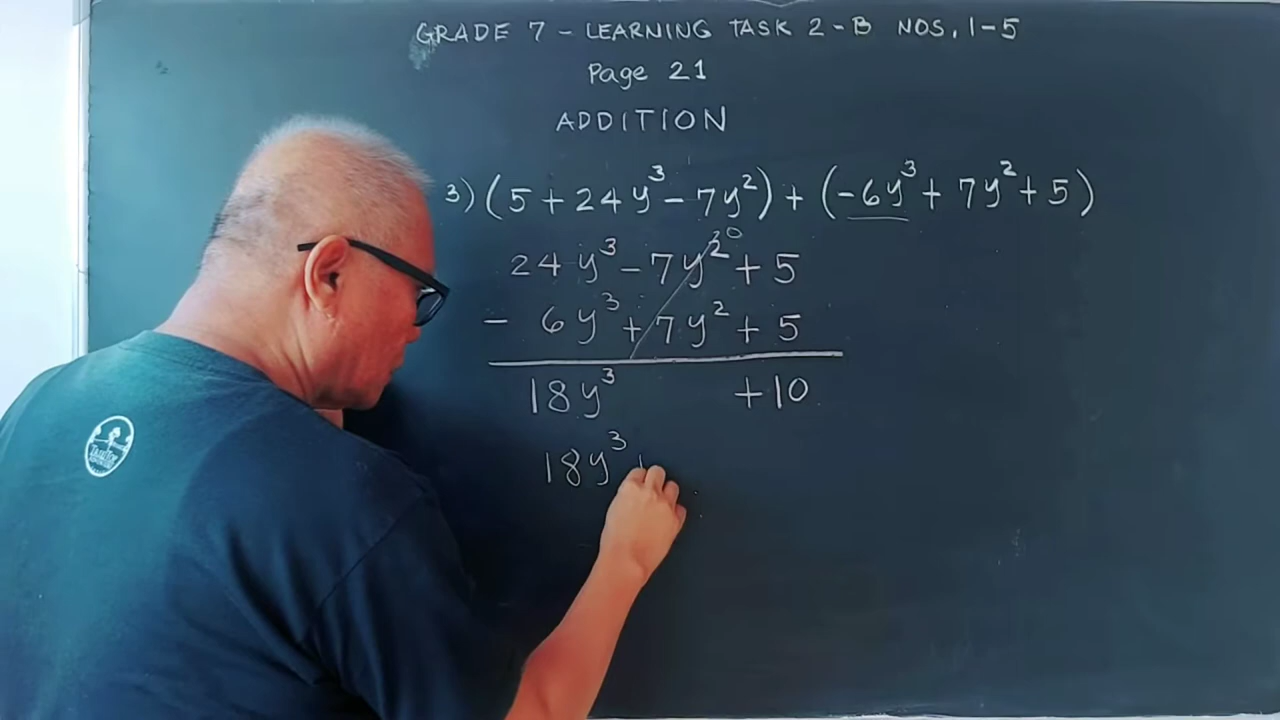 GRADE 7 - LEARNING TASK 2-B NOS. 1-5
Page 21
ADDITION
3) (5 + 24y³ - 7y²) + (-6y³ + 7y² + 5)
0
24y³ - 7y² + 5
- 6y³ + 7y² + 5
18y³ + 10
18y³